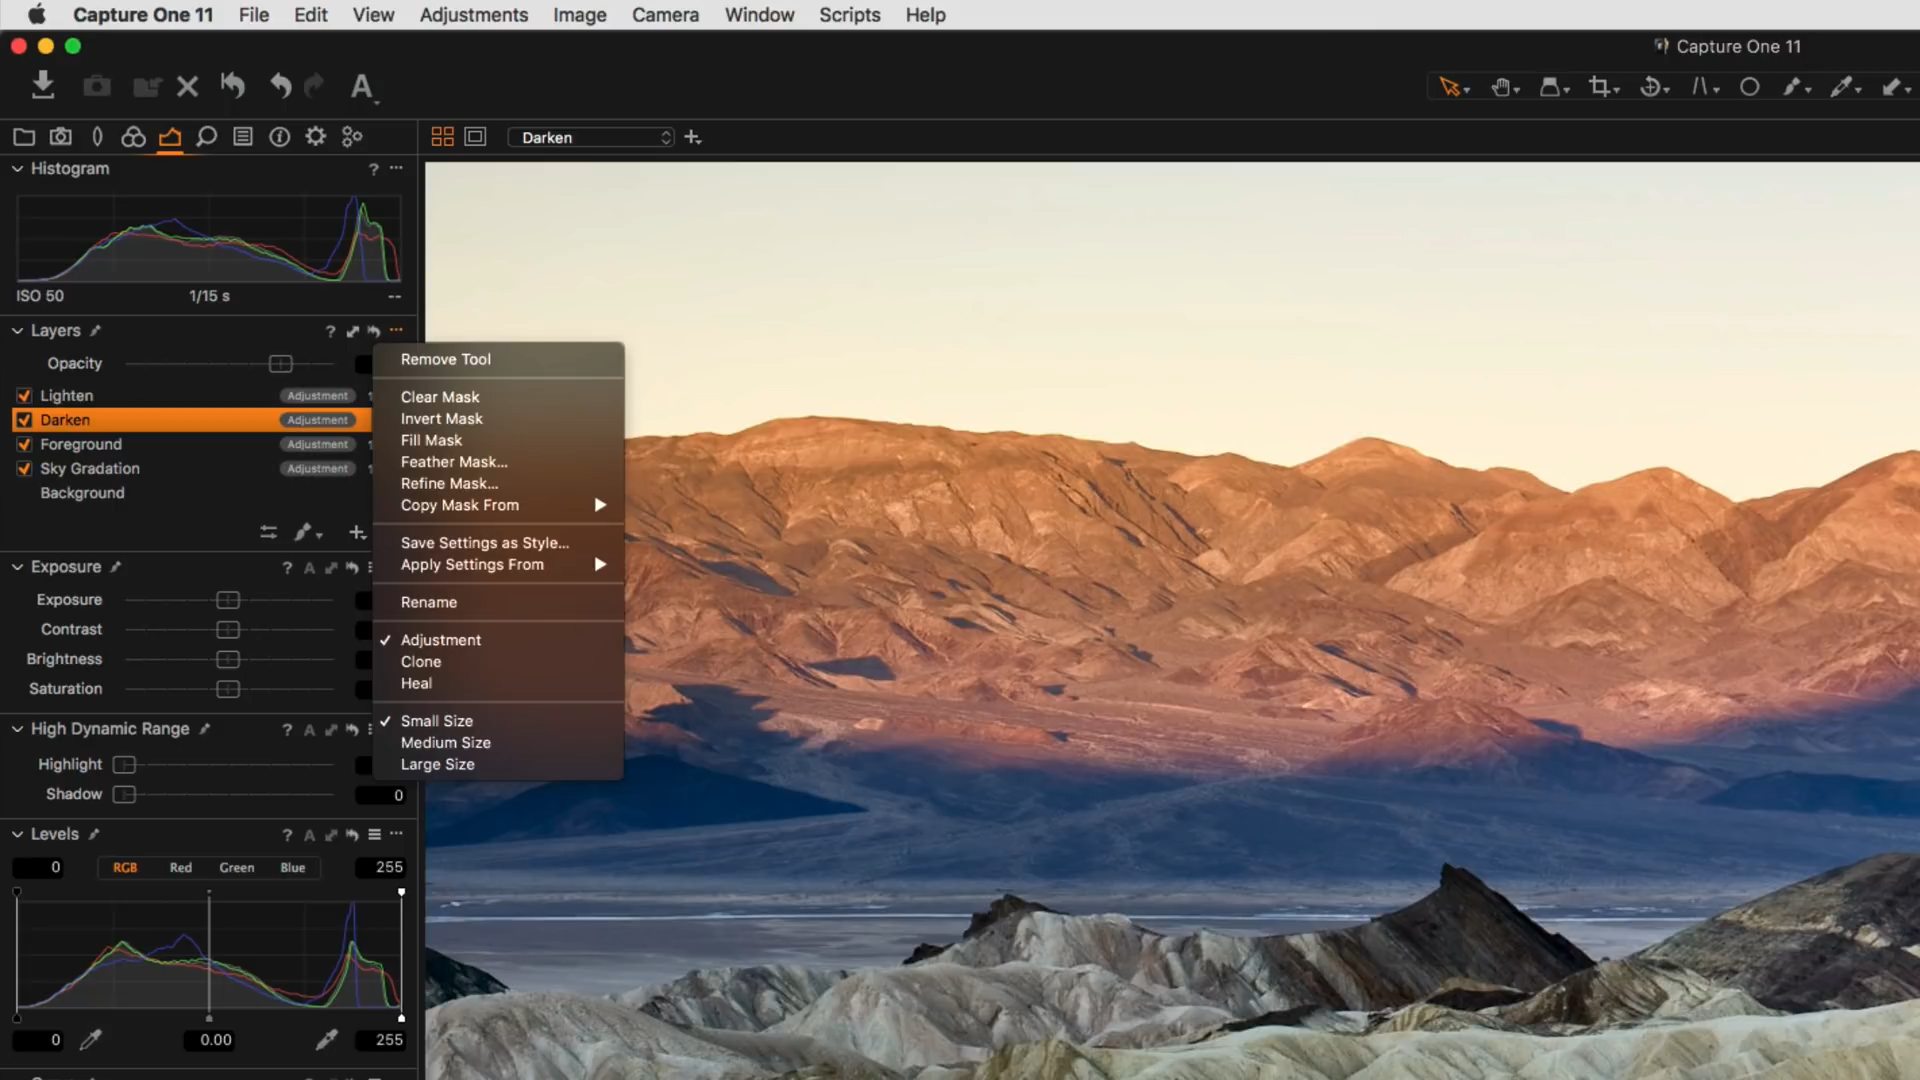 Capture One 11 File Edit View Adjustments Image Camera Window Scripts Help
Capture One 11
A
Darken
Histogram ? ...
ISO 50 1/15 s --
Layers ? ...
Opacity
Lighten Adjustment
Darken Adjustment
Foreground Adjustment
Sky Gradation Adjustment
Background
Remove Tool
Clear Mask
Invert Mask
Fill Mask
Feather Mask...
Refine Mask...
Copy Mask From
Save Settings as Style...
Apply Settings From
Rename
Adjustment
Clone
Heal
Small Size
Medium Size
Large Size
Exposure ? A
Exposure
Contrast
Brightness
Saturation
High Dynamic Range ? A
Highlight
Shadow 0
Levels ? A ...
0 RGB Red Green Blue 255
0 0.00 255